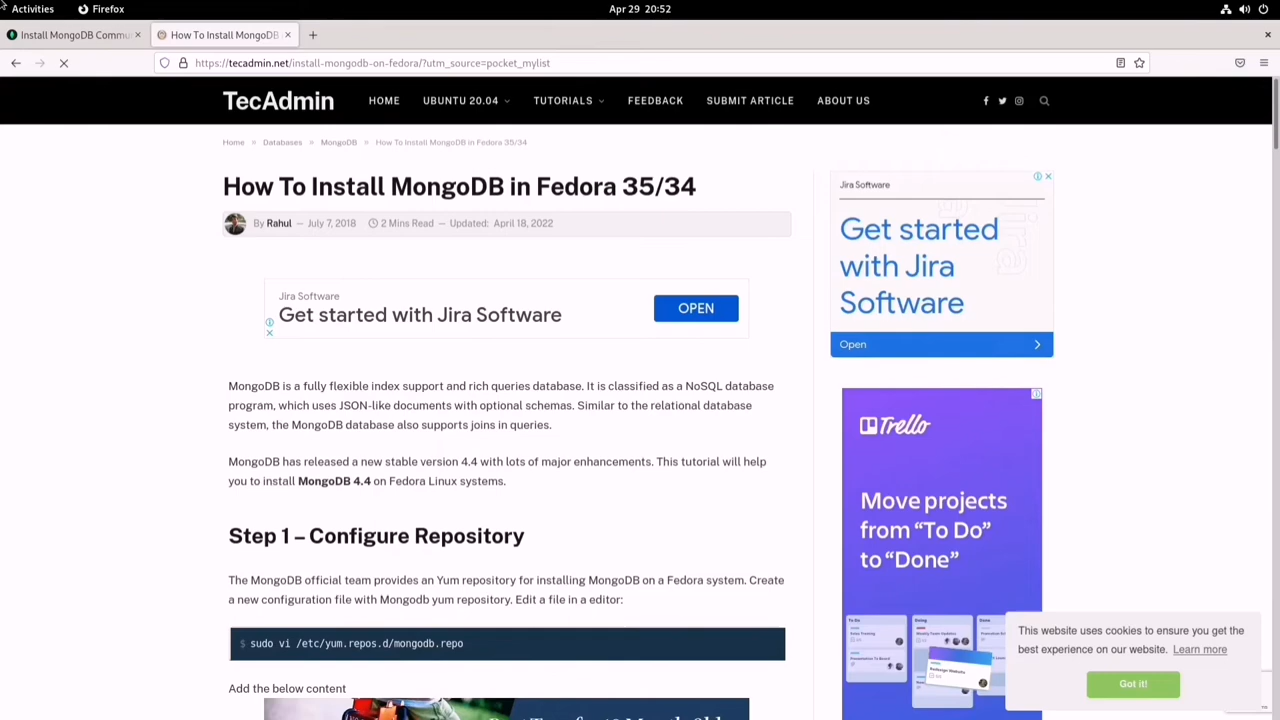 Activities Firefox Apr 29 20:52
Install MongoDB Commu How To Install MongoDB
https://tecadmin.net/install-mongodb-on-fedora/?utm_source=pocket_mylist
TecAdmin HOME UBUNTU 20.04 TUTORIALS FEEDBACK SUBMIT ARTICLE ABOUT US
Home » Databases » MongoDB » How To Install MongoDB in Fedora 35/34
How To Install MongoDB in Fedora 35/34
By Rahul — July 7, 2018 2 Mins Read — Updated: April 18, 2022
Jira Software
Get started with Jira Software
OPEN
MongoDB is a fully flexible index support and rich queries database. It is classified as a NoSQL database
program, which uses JSON-like documents with optional schemas. Similar to the relational database
system, the MongoDB database also supports joins in queries.
MongoDB has released a new stable version 4.4 with lots of major enhancements. This tutorial will help
you to install MongoDB 4.4 on Fedora Linux systems.
Step 1 – Configure Repository
The MongoDB official team provides an Yum repository for installing MongoDB on a Fedora system. Create
a new configuration file with Mongodb yum repository. Edit a file in a editor:
$ sudo vi /etc/yum.repos.d/mongodb.repo
Add the below content
Jira Software
Get started
with Jira
Software
Open
Trello
Move projects
from “To Do”
to “Done”
To Do Doing Done
This website uses cookies to ensure you get the
best experience on our website. Learn more
Got it!